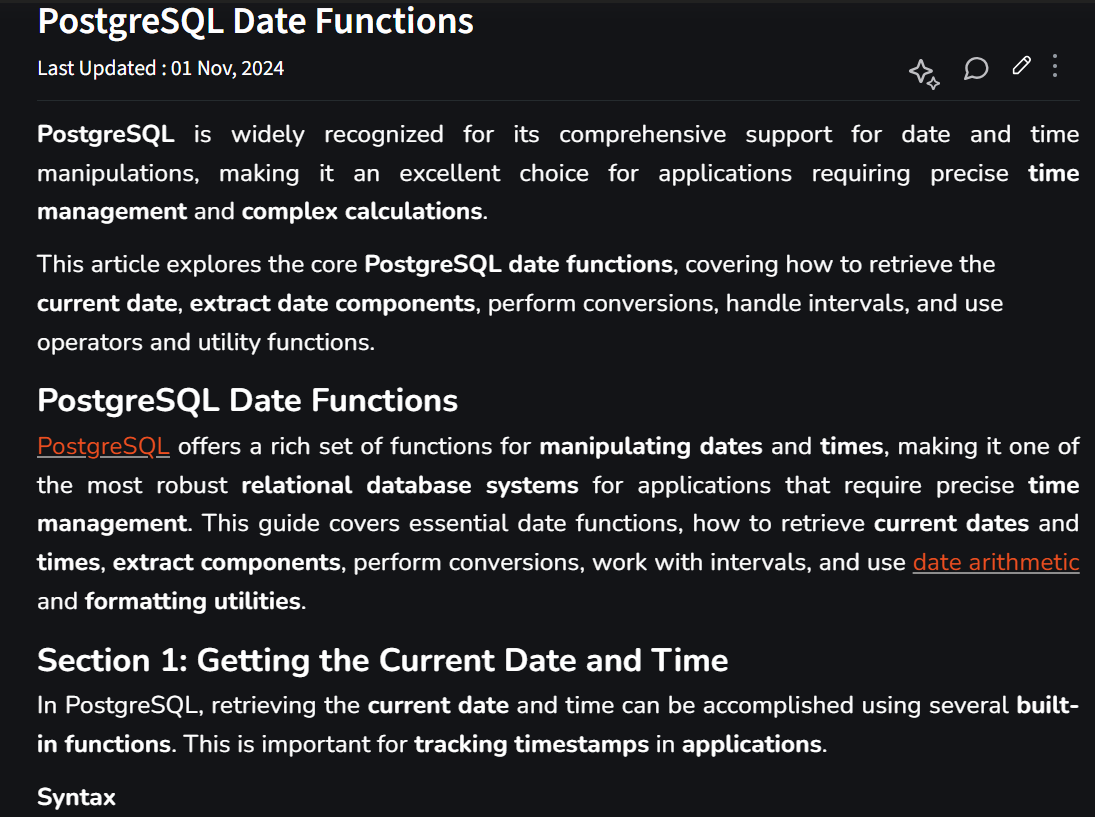 PostgreSQL Date Functions
Last Updated : 01 Nov, 2024
PostgreSQL is widely recognized for its comprehensive support for date and time
manipulations, making it an excellent choice for applications requiring precise time
management and complex calculations.
This article explores the core PostgreSQL date functions, covering how to retrieve the
current date, extract date components, perform conversions, handle intervals, and use
operators and utility functions.
PostgreSQL Date Functions
PostgreSQL offers a rich set of functions for manipulating dates and times, making it one of
the most robust relational database systems for applications that require precise time
management. This guide covers essential date functions, how to retrieve current dates and
times, extract components, perform conversions, work with intervals, and use date arithmetic
and formatting utilities.
Section 1: Getting the Current Date and Time
In PostgreSQL, retrieving the current date and time can be accomplished using several built-
in functions. This is important for tracking timestamps in applications.
Syntax